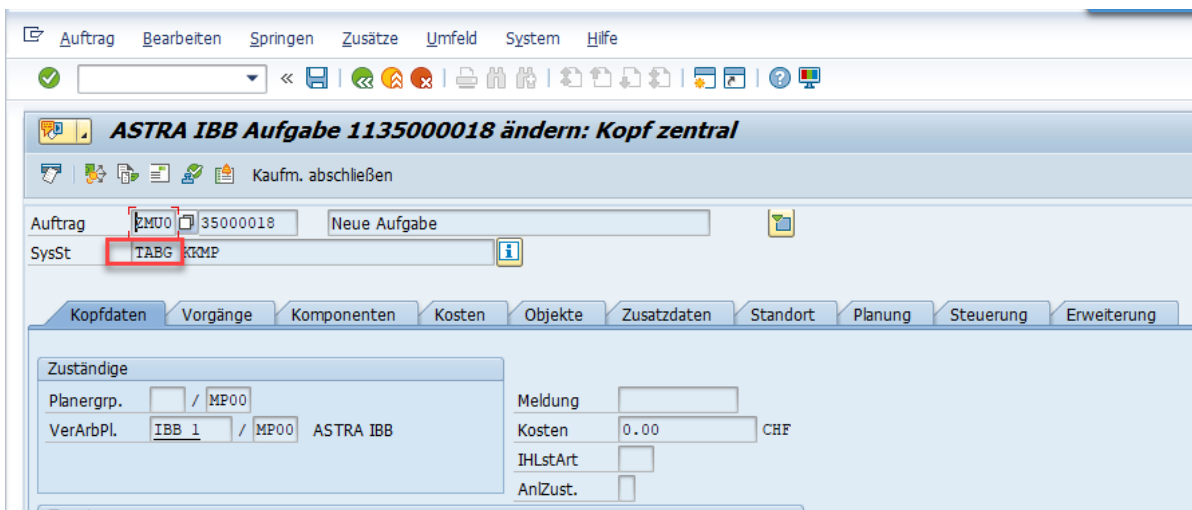 Auftrag Bearbeiten Springen Zusätze Umfeld System Hilfe
ASTRA IBB Aufgabe 1135000018 ändern: Kopf zentral
Kaufm. abschließen
Auftrag ZMU0 35000018 Neue Aufgabe
SysSt TABG KKMP
Kopfdaten Vorgänge Komponenten Kosten Objekte Zusatzdaten Standort Planung Steuerung Erweiterung
Zuständige
Planergrp. / MP00 Meldung
VerArbPl. IBB 1 / MP00 ASTRA IBB Kosten 0.00 CHF
IHLstArt
AnlZust.